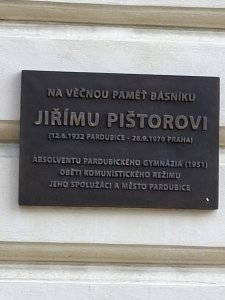 NA VĚČNOU PAMĚŤ BÁSNÍKU
JIŘÍMU PIŠTOROVI
(12.6.1932 PARDUBICE - 26.9.1970 PRAHA)
ABSOLVENTU PARDUBICKÉHO GYMNÁZIA (1951)
OBĚTI KOMUNISTICKÉHO REŽIMU
JEHO SPOLUŽÁCI A MĚSTO PARDUBICE